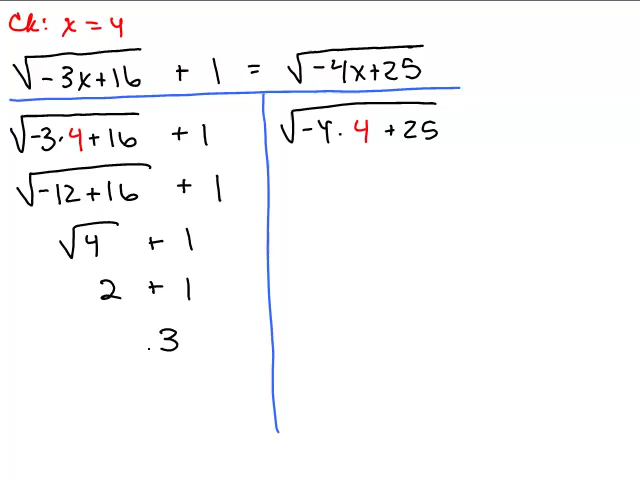 Ck: x = 4
√-3x+16 + 1 = √-4x+25
√-3·4+16 + 1
√-12+16 + 1
√4 + 1
2 + 1
. 3
√-4·4+25